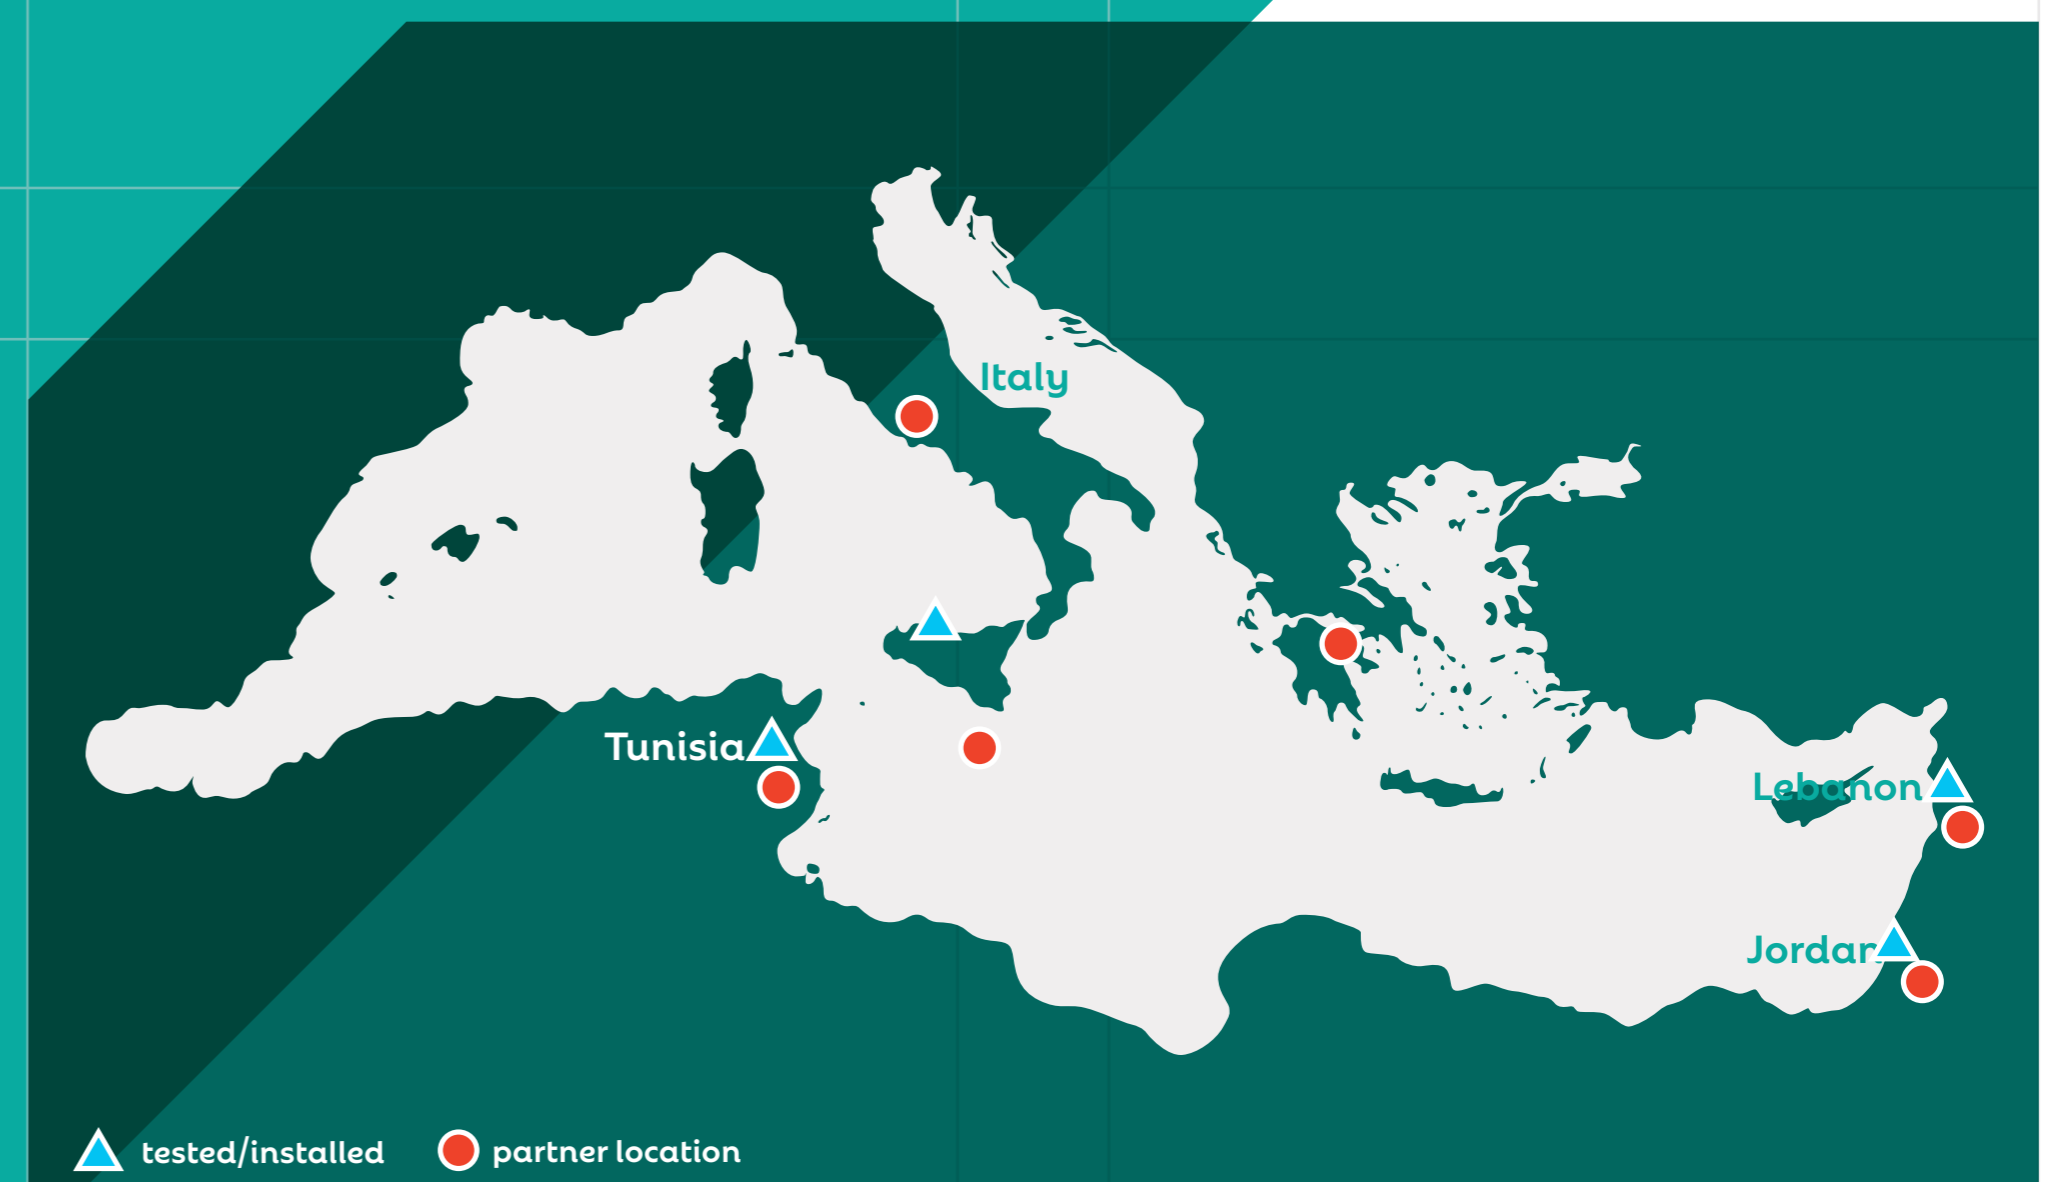 Italy
Tunisia
Lebanon
Jordan
tested/installed
partner location